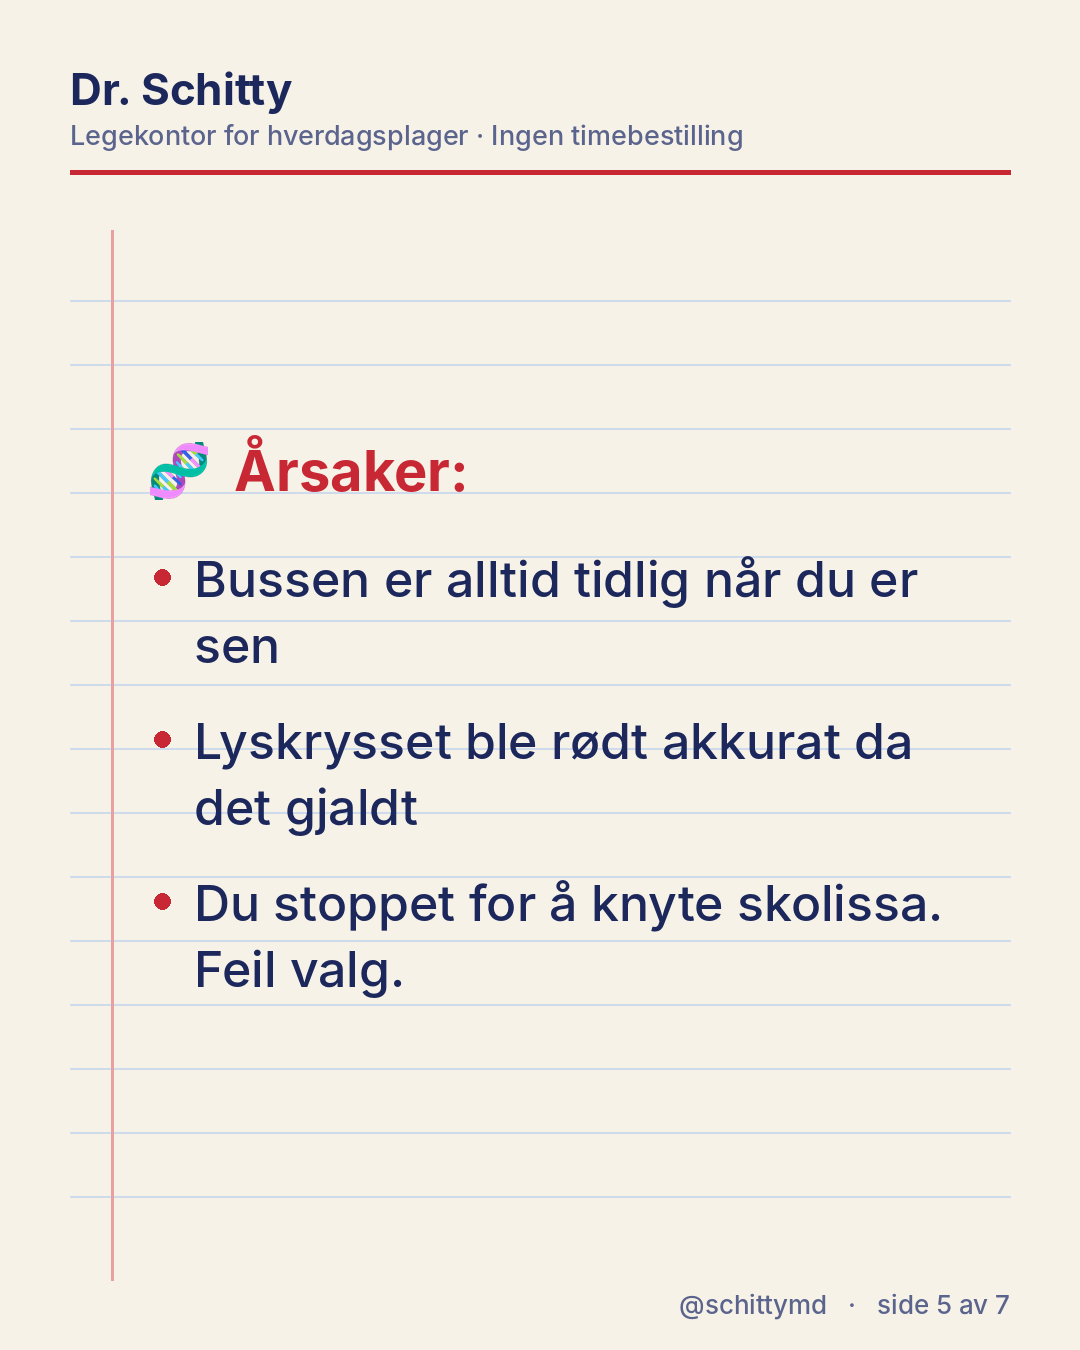 Dr. Schitty
Legekontor for hverdagsplager · Ingen timebestilling
🧬 Årsaker:
• Bussen er alltid tidlig når du er
sen
• Lyskrysset ble rødt akkurat da
det gjaldt
• Du stoppet for å knyte skolissa.
Feil valg.
@schittymd · side 5 av 7